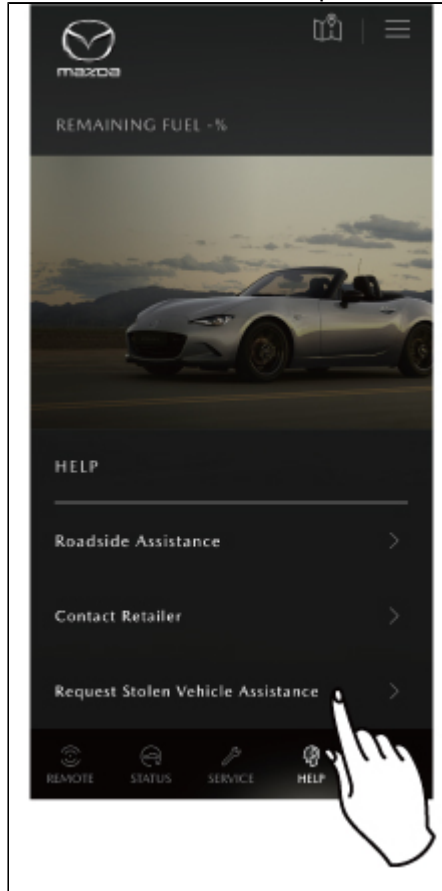 mazda
REMAINING FUEL -%
HELP
Roadside Assistance
Contact Retailer
Request Stolen Vehicle Assistance
REMOTE STATUS SERVICE HELP